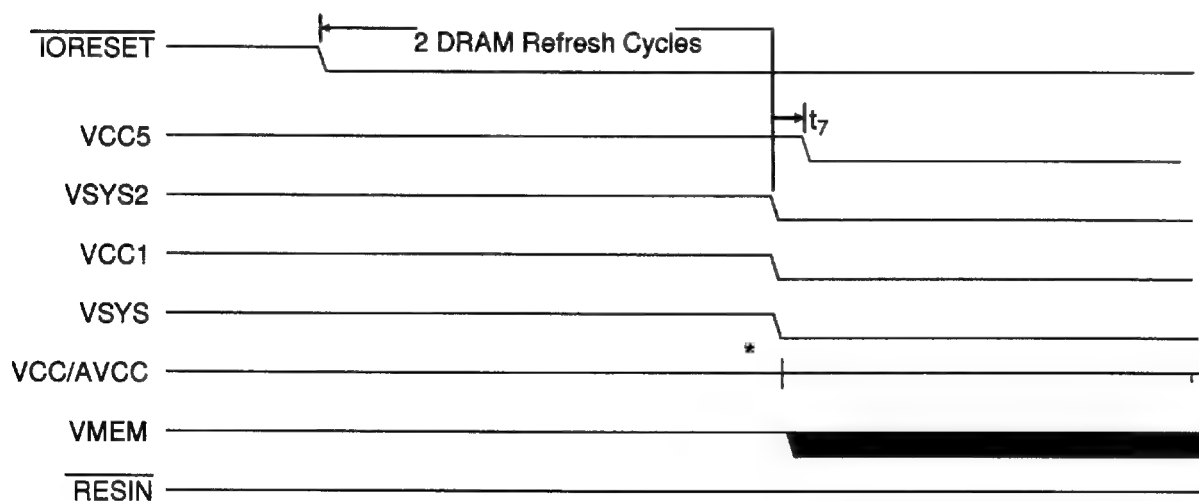 IORESET
2 DRAM Refresh Cycles
VCC5
t7
VSYS2
VCC1
VSYS
*
VCC/AVCC
VMEM
RESIN